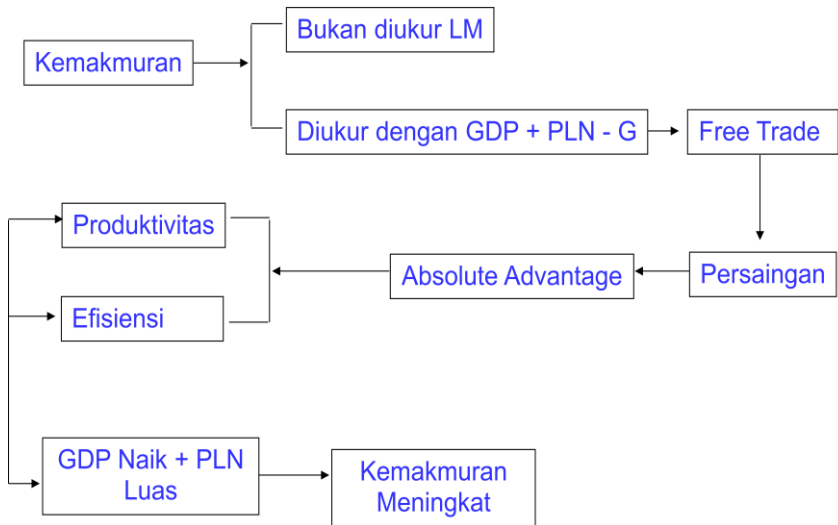 Bukan diukur LM
Kemakmuran
Diukur dengan GDP + PLN - G
Free Trade
Produktivitas
Absolute Advantage
Persaingan
Efisiensi
GDP Naik + PLN
Luas
Kemakmuran
Meningkat